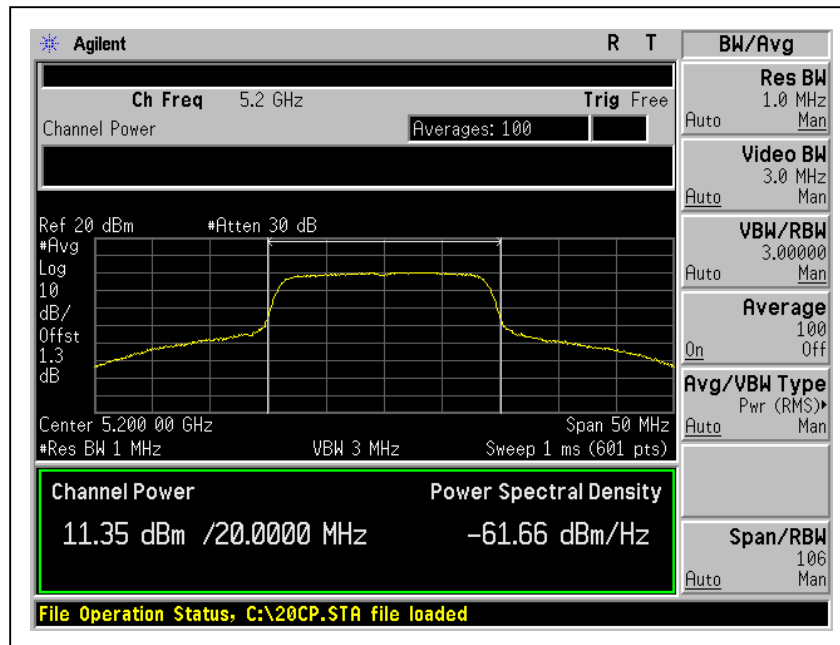 Agilent R T BW/Avg
Ch Freq 5.2 GHz Trig Free
Channel Power Averages: 100
Ref 20 dBm #Atten 30 dB
#Avg
Log
10
dB/
Offst
1.3
dB
Center 5.200 00 GHz Span 50 MHz
#Res BW 1 MHz VBW 3 MHz Sweep 1 ms (601 pts)
Channel Power Power Spectral Density
11.35 dBm /20.0000 MHz -61.66 dBm/Hz
File Operation Status, C:\20CP.STA file loaded
Res BW
1.0 MHz
Auto Man
Video BW
3.0 MHz
Auto Man
VBW/RBW
3.00000
Auto Man
Average
100
On Off
Avg/VBW Type
Pwr (RMS)▸
Auto Man
Span/RBW
106
Auto Man